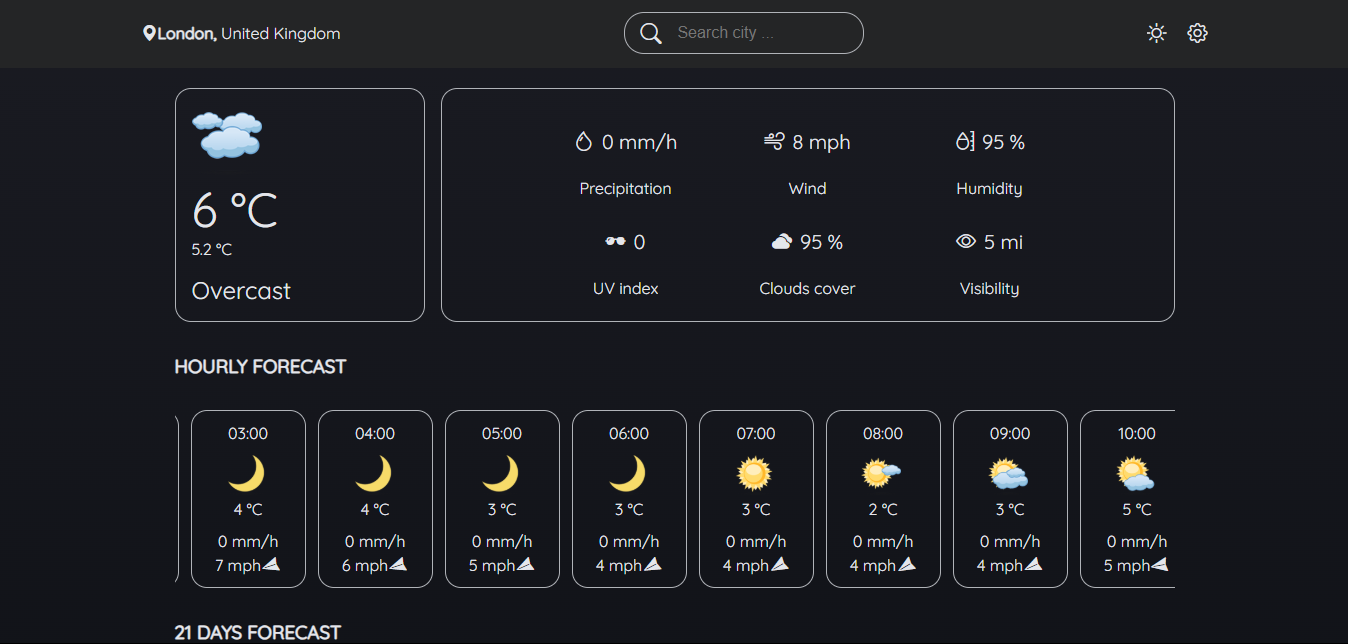 London, United Kingdom
Search city ...
6 °C
5.2 °C
Overcast
0 mm/h 8 mph 95 %
Precipitation Wind Humidity
0 95 % 5 mi
UV index Clouds cover Visibility
HOURLY FORECAST
03:00 04:00 05:00 06:00 07:00 08:00 09:00 10:00
4 °C 4 °C 3 °C 3 °C 3 °C 2 °C 3 °C 5 °C
0 mm/h 0 mm/h 0 mm/h 0 mm/h 0 mm/h 0 mm/h 0 mm/h 0 mm/h
7 mph 6 mph 5 mph 4 mph 4 mph 4 mph 4 mph 5 mph
21 DAYS FORECAST